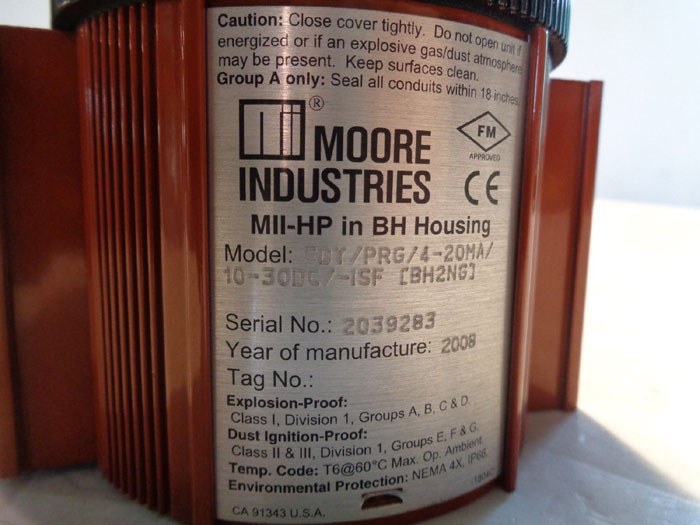 Caution: Close cover tightly. Do not open unit if
energized or if an explosive gas/dust atmosphere
may be present. Keep surfaces clean.
Group A only: Seal all conduits within 18 inches.
®
MOORE
INDUSTRIES
FM
APPROVED
CE
MII-HP in BH Housing
Model: /PRG/4-20MA/
10-30DC/-ISF [BH2NG]
Serial No.: 2039283
Year of manufacture: 2008
Tag No.:
Explosion-Proof:
Class I, Division 1, Groups A, B, C & D.
Dust Ignition-Proof:
Class II & III, Division 1, Groups E, F & G.
Temp. Code: T6@60°C Max. Op. Ambient.
Environmental Protection: NEMA 4X, IP66.
CA 91343 U.S.A.